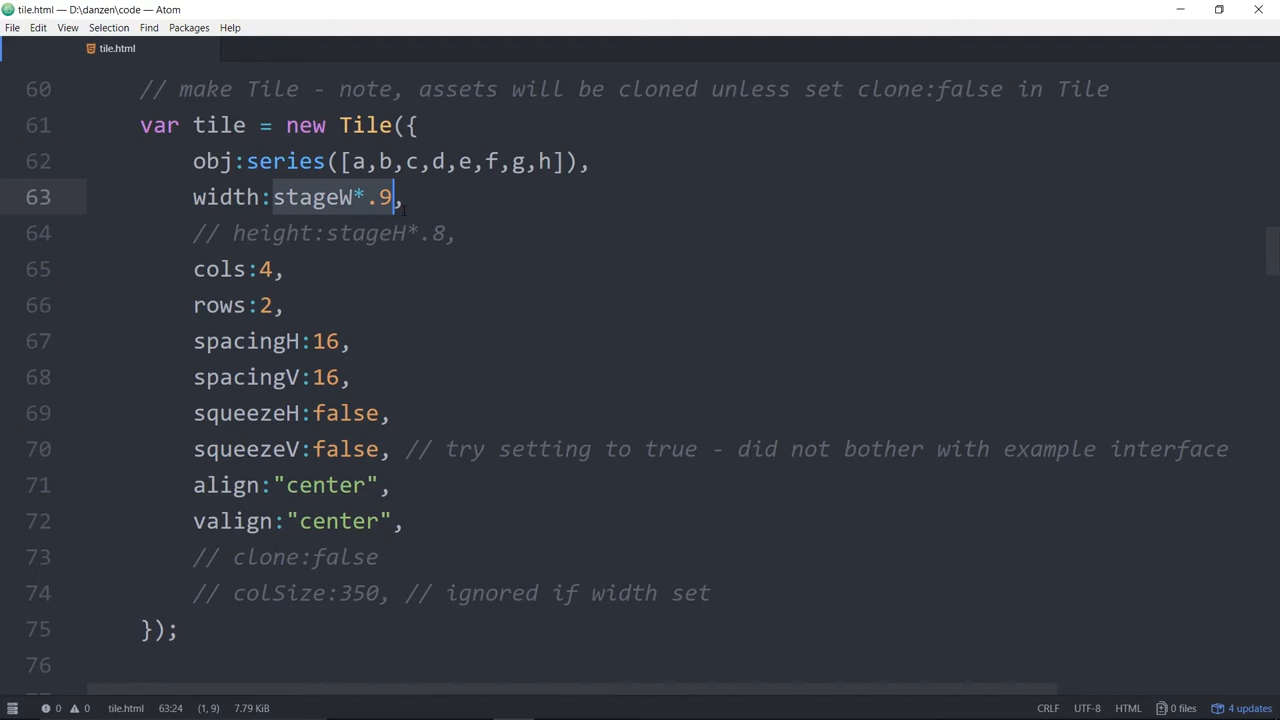 tile.html — D:\danzen\code — Atom
File Edit View Selection Find Packages Help
tile.html
60 // make Tile - note, assets will be cloned unless set clone:false in Tile
61 var tile = new Tile({
62 obj:series([a,b,c,d,e,f,g,h]),
63 width:stageW*.9,
64 // height:stageH*.8,
65 cols:4,
66 rows:2,
67 spacingH:16,
68 spacingV:16,
69 squeezeH:false,
70 squeezeV:false, // try setting to true - did not bother with example interface
71 align:"center",
72 valign:"center",
73 // clone:false
74 // colSize:350, // ignored if width set
75 });
76
0 0 tile.html 63:24 (1, 9) 7.79 KiB CRLF UTF-8 HTML 0 files 4 updates